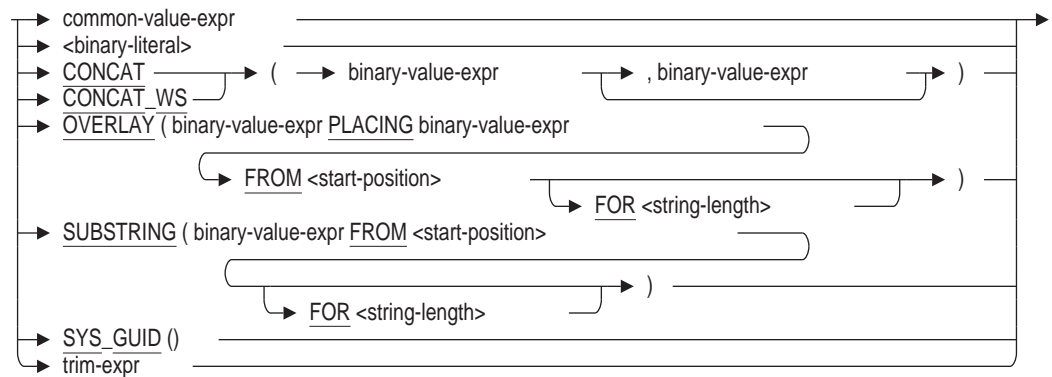 common-value-expr
<binary-literal>
CONCAT ( binary-value-expr , binary-value-expr )
CONCAT_WS
OVERLAY ( binary-value-expr PLACING binary-value-expr
FROM <start-position> )
FOR <string-length>
SUBSTRING ( binary-value-expr FROM <start-position>
)
FOR <string-length>
SYS_GUID ()
trim-expr